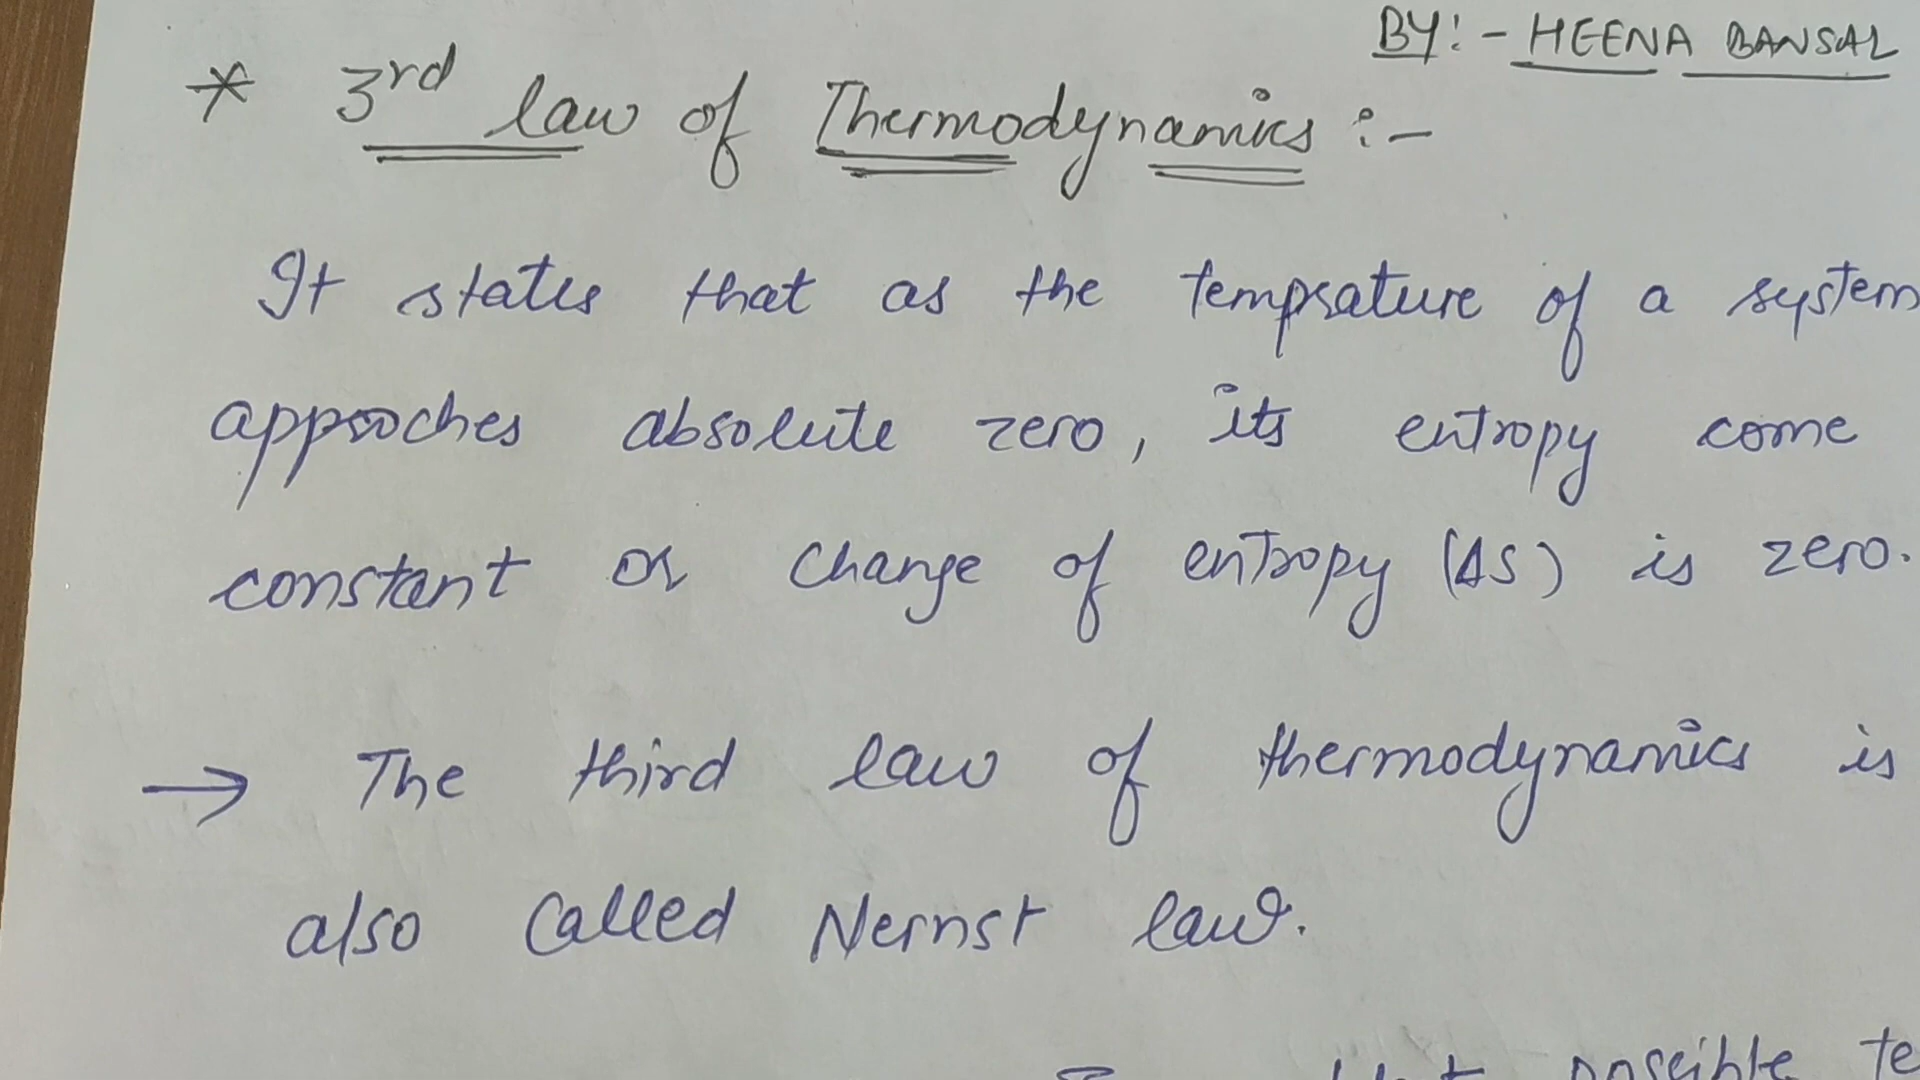 BY:- HEENA BANSAL
* 3rd law of Thermodynamics :-
It states that as the temprature of a system
approches absolute zero, its entropy come
constant or change of entropy (ΔS) is zero.
→ The third law of thermodynamics is
also called Nernst law.
possible te